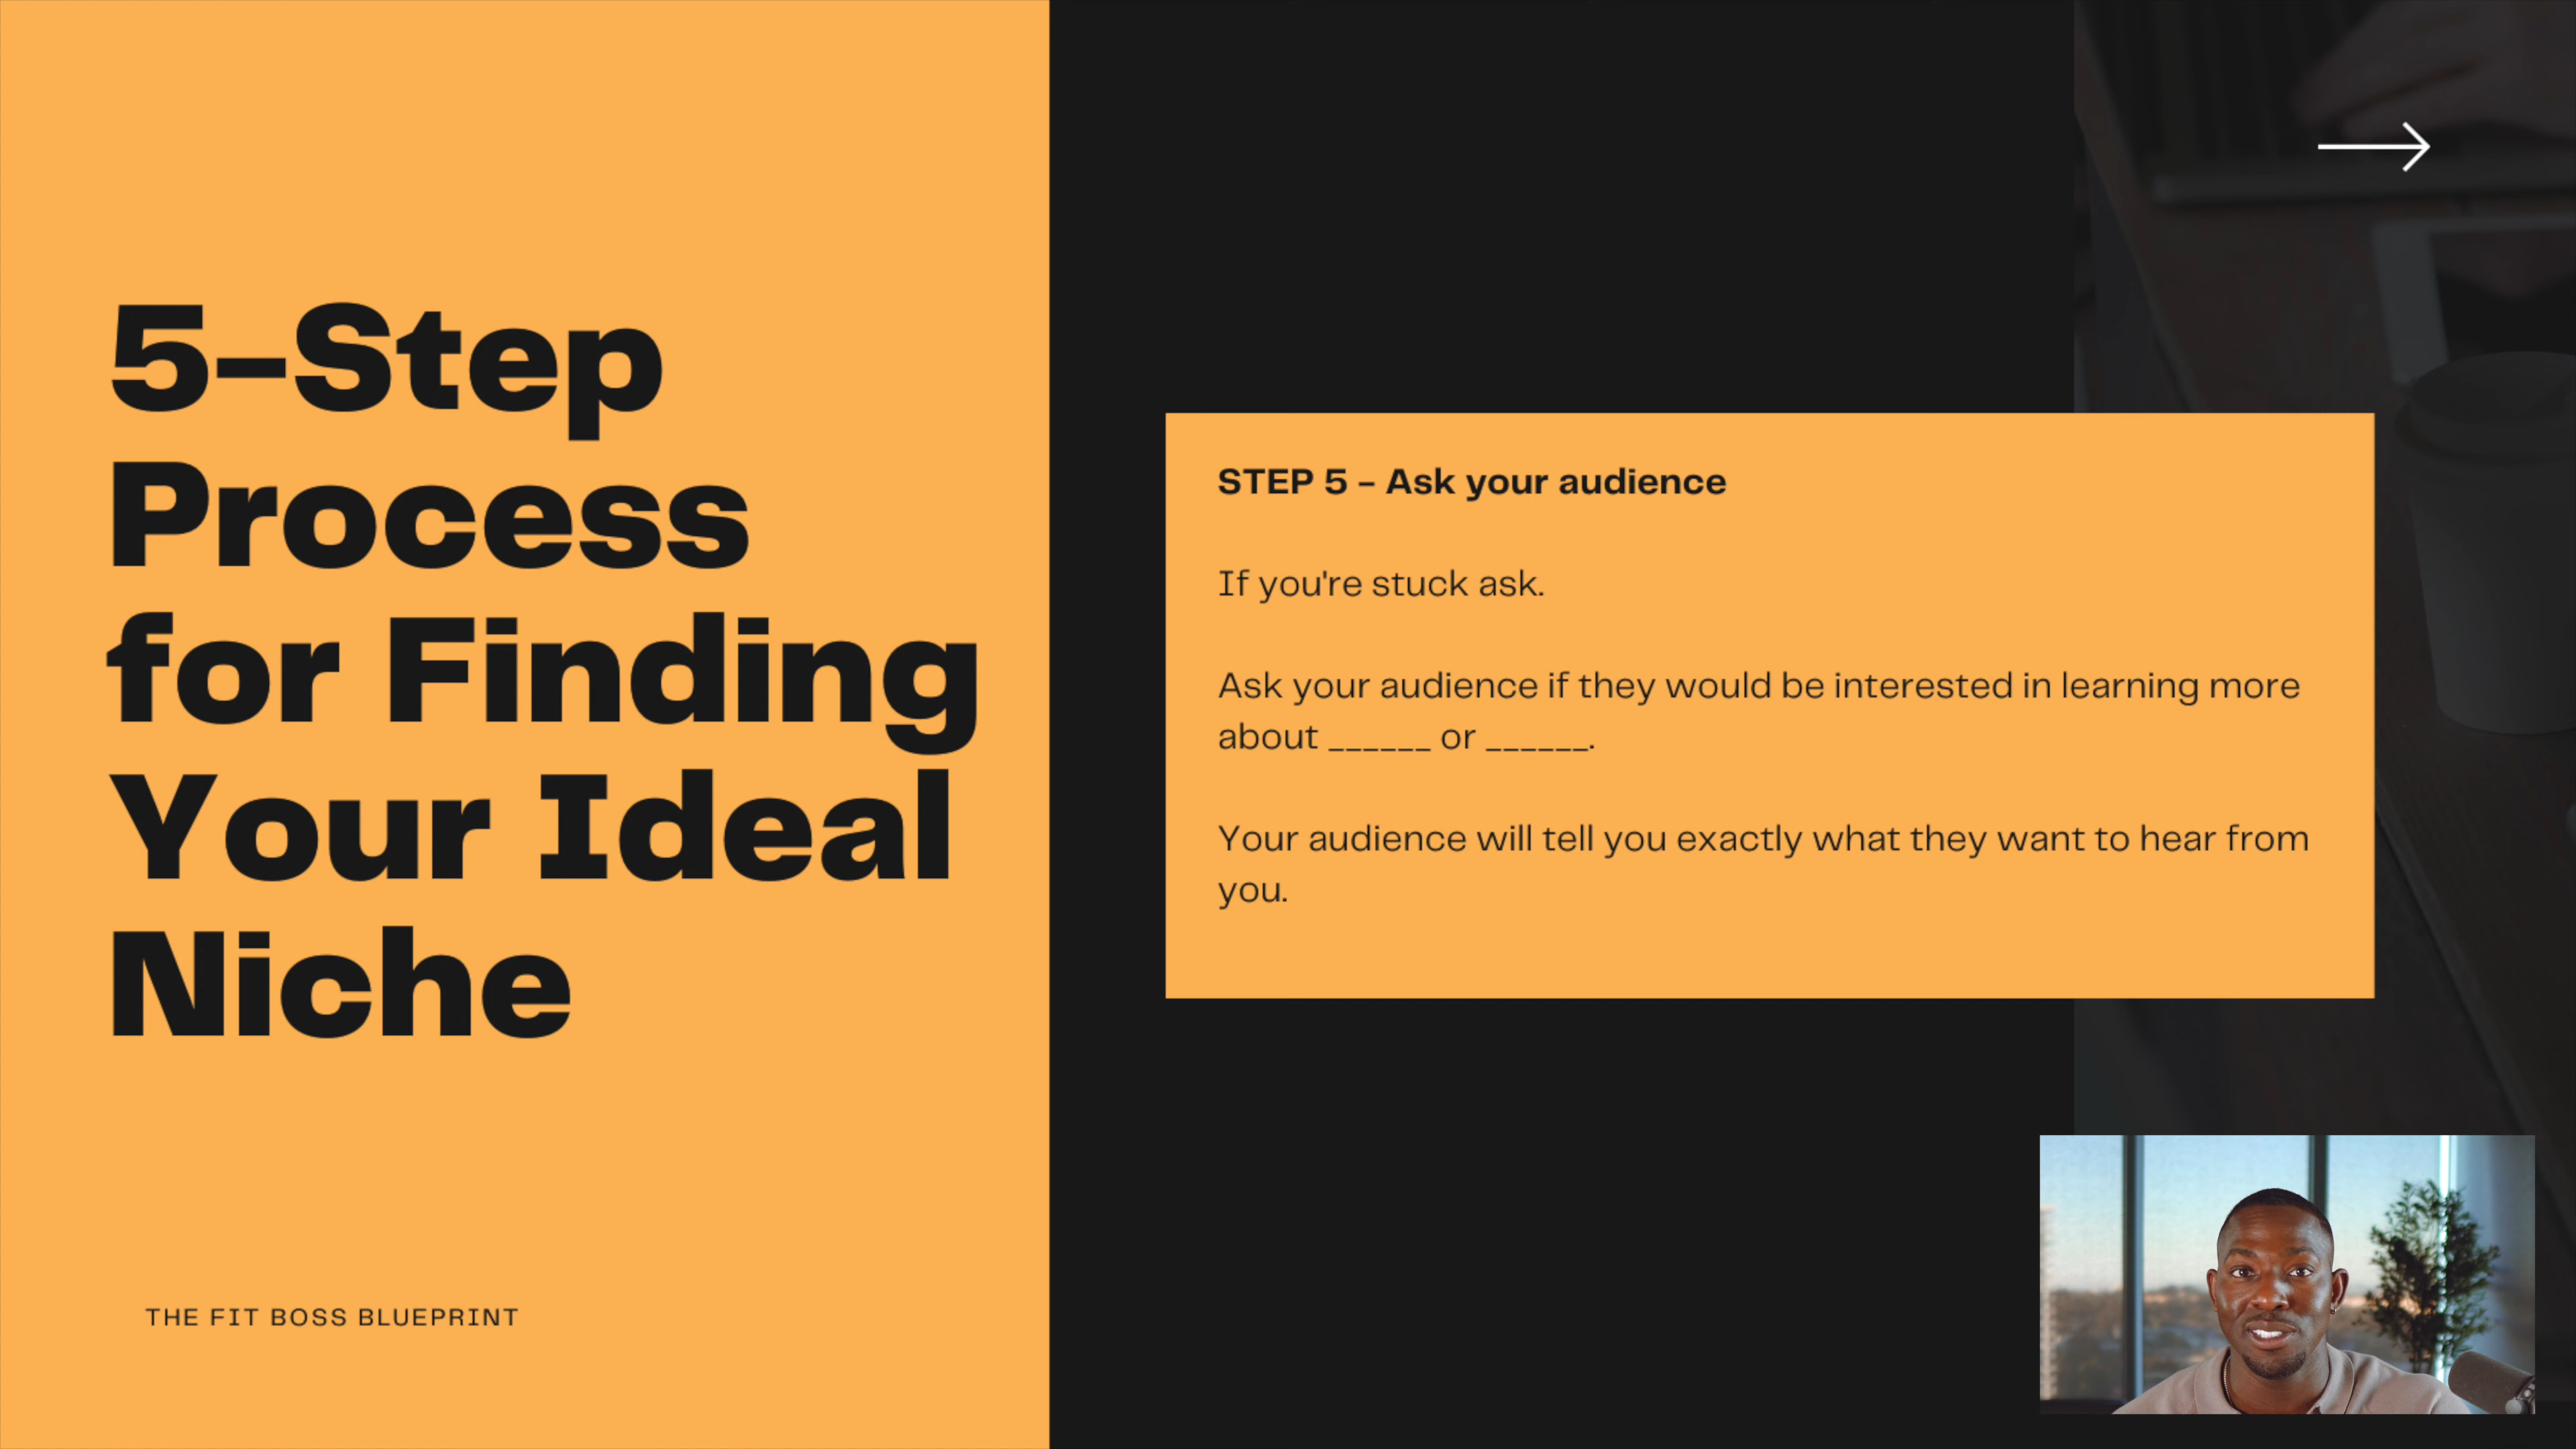 5-Step
Process
for Finding
Your Ideal
Niche
THE FIT BOSS BLUEPRINT
STEP 5 - Ask your audience
If you're stuck ask.
Ask your audience if they would be interested in learning more
about ______ or ______.
Your audience will tell you exactly what they want to hear from
you.